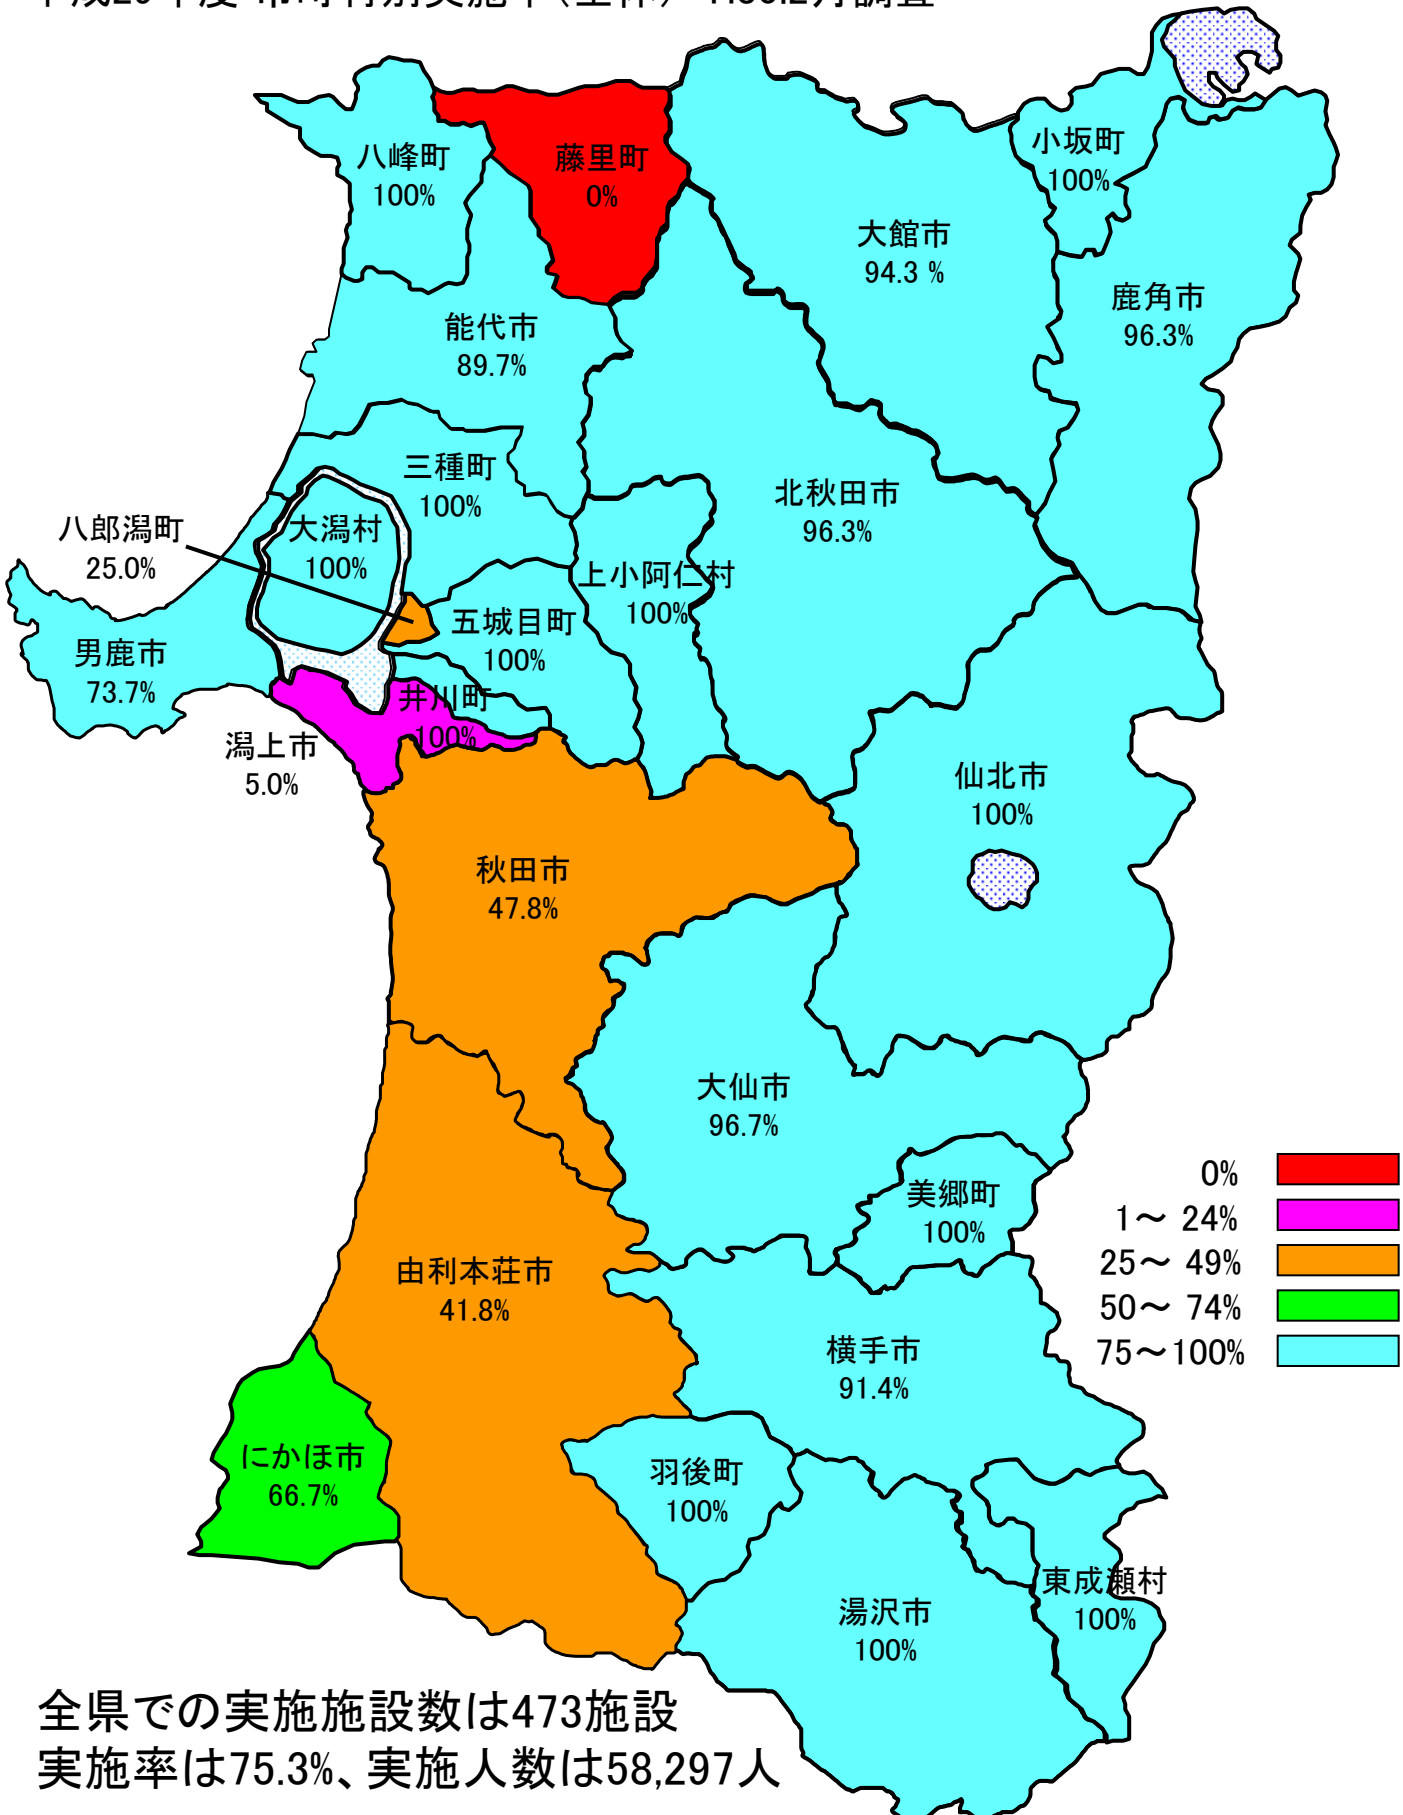 八峰町
100%
藤里町
0%
小坂町
100%
大館市
94.3 %
鹿角市
96.3%
能代市
89.7%
三種町
100%
北秋田市
96.3%
八郎潟町
25.0%
大潟村
100%
上小阿仁村
100%
五城目町
100%
男鹿市
73.7%
井川町
100%
潟上市
5.0%
仙北市
100%
秋田市
47.8%
大仙市
96.7%
美郷町
100%
0%
1～ 24%
25～ 49%
50～ 74%
75～100%
由利本荘市
41.8%
横手市
91.4%
にかほ市
66.7%
羽後町
100%
東成瀬村
100%
湯沢市
100%
全県での実施施設数は473施設
実施率は75.3%、実施人数は58,297人